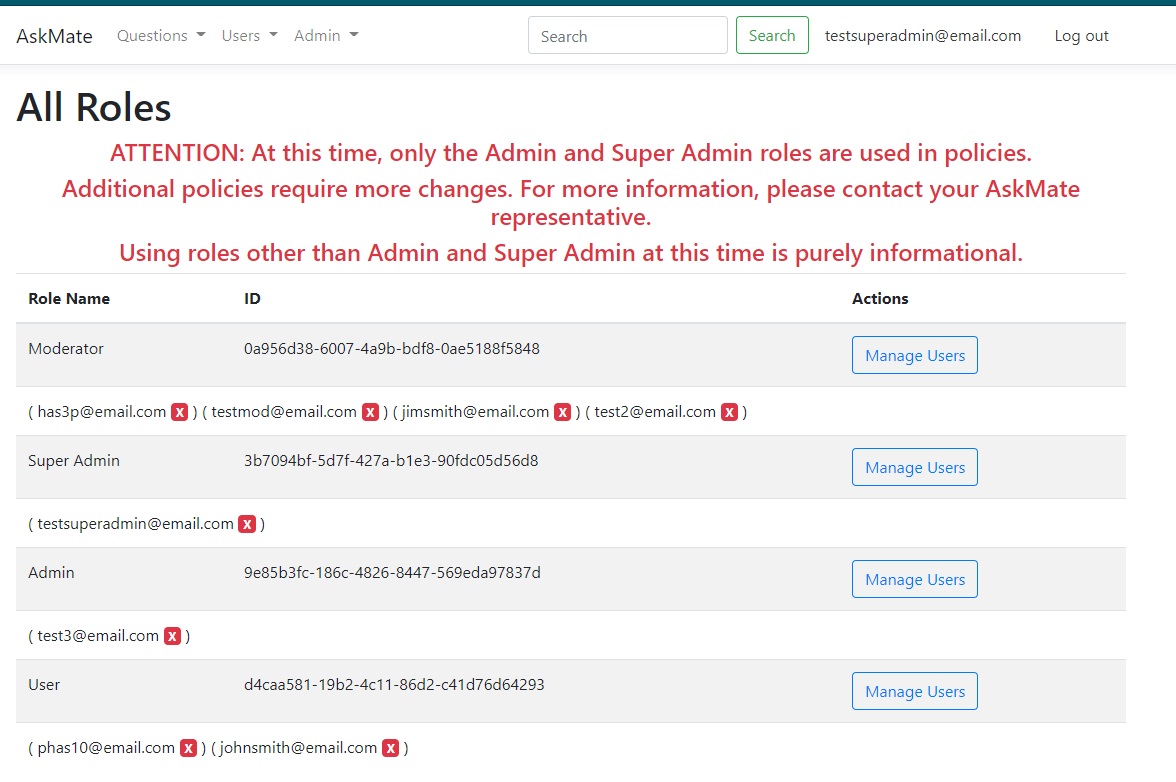 AskMate Questions Users Admin Search Search testsuperadmin@email.com Log out
All Roles
ATTENTION: At this time, only the Admin and Super Admin roles are used in policies.
Additional policies require more changes. For more information, please contact your AskMate
representative.
Using roles other than Admin and Super Admin at this time is purely informational.
Role Name ID Actions
Moderator 0a956d38-6007-4a9b-bdf8-0ae5188f5848 Manage Users
( has3p@email.com X ) ( testmod@email.com X ) ( jimsmith@email.com X ) ( test2@email.com X )
Super Admin 3b7094bf-5d7f-427a-b1e3-90fdc05d56d8 Manage Users
( testsuperadmin@email.com X )
Admin 9e85b3fc-186c-4826-8447-569eda97837d Manage Users
( test3@email.com X )
User d4caa581-19b2-4c11-86d2-c41d76d64293 Manage Users
( phas10@email.com X ) ( johnsmith@email.com X )